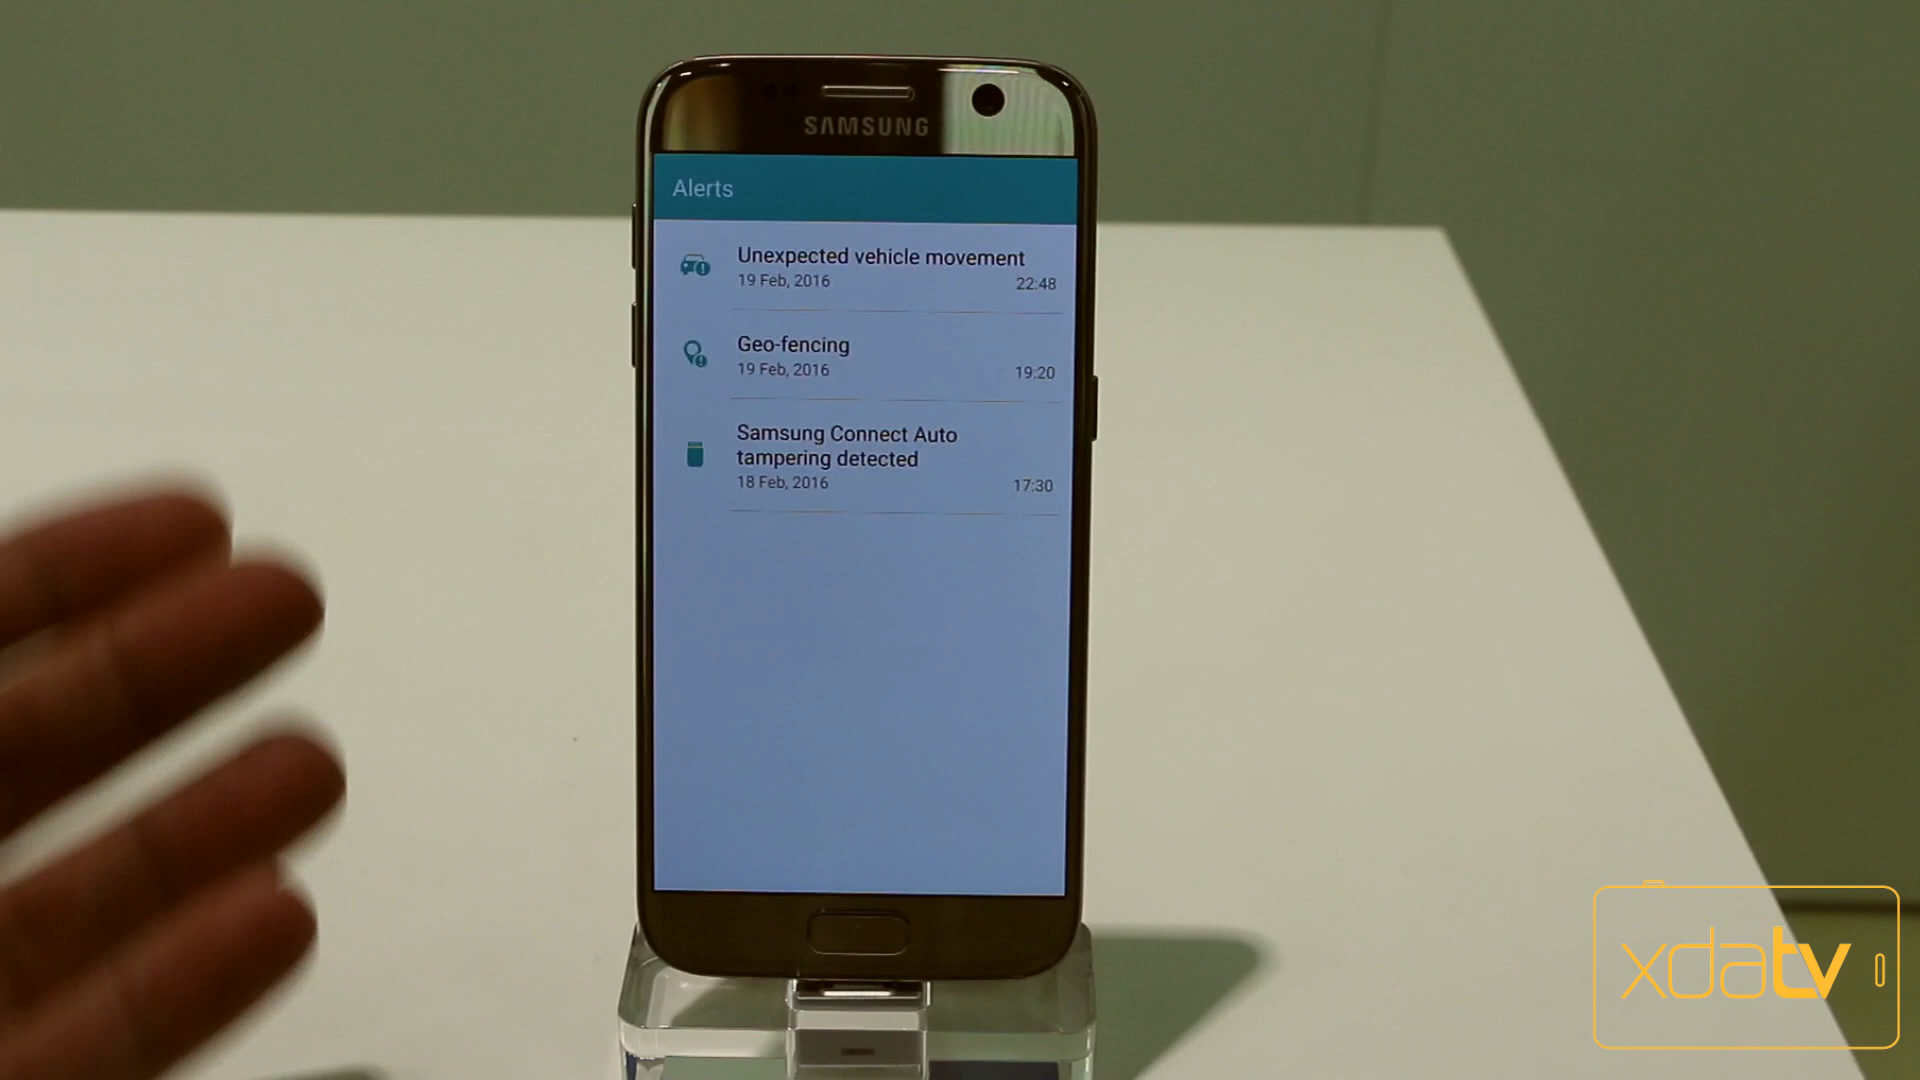 SAMSUNG
Alerts
Unexpected vehicle movement
19 Feb, 2016 22:48
Geo-fencing
19 Feb, 2016 19:20
Samsung Connect Auto
tampering detected
18 Feb, 2016 17:30
xdatv